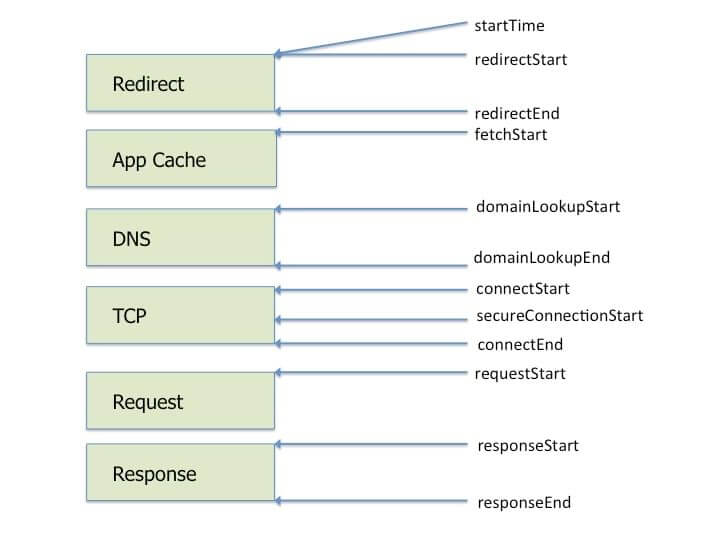 startTime
redirectStart
Redirect
redirectEnd
fetchStart
App Cache
domainLookupStart
DNS
domainLookupEnd
connectStart
TCP
secureConnectionStart
connectEnd
requestStart
Request
responseStart
Response
responseEnd